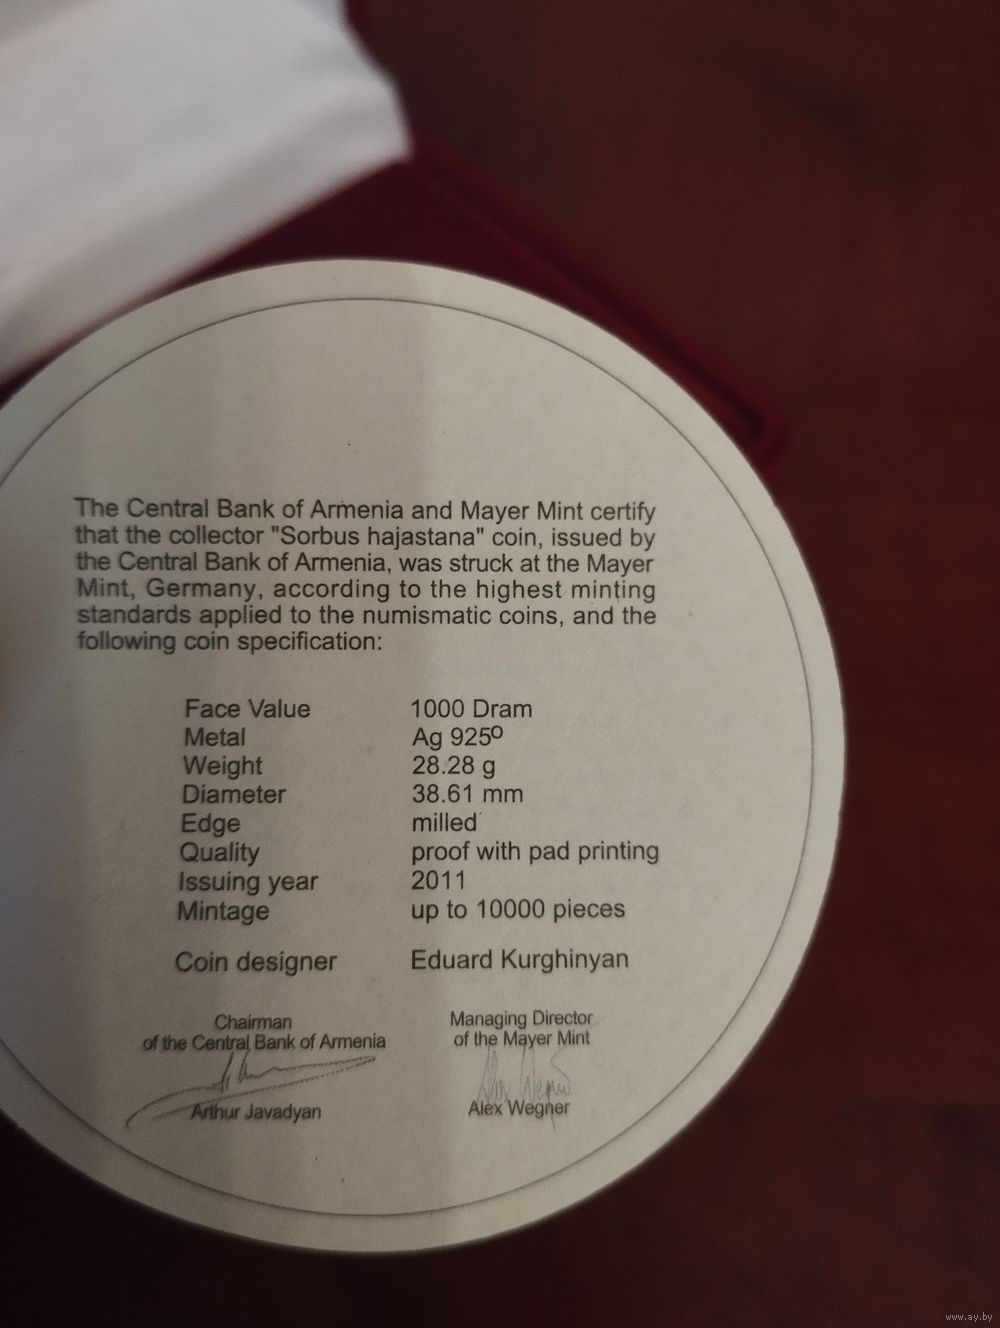 The Central Bank of Armenia and Mayer Mint certify
that the collector "Sorbus hajastana" coin, issued by
the Central Bank of Armenia, was struck at the Mayer
Mint, Germany, according to the highest minting
standards applied to the numismatic coins, and the
following coin specification:
Face Value 1000 Dram
Metal Ag 925º
Weight 28.28 g
Diameter 38.61 mm
Edge milled
Quality proof with pad printing
Issuing year 2011
Mintage up to 10000 pieces
Coin designer Eduard Kurghinyan
Chairman
of the Central Bank of Armenia
Arthur Javadyan
Managing Director
of the Mayer Mint
Alex Wegner
www.ay.by